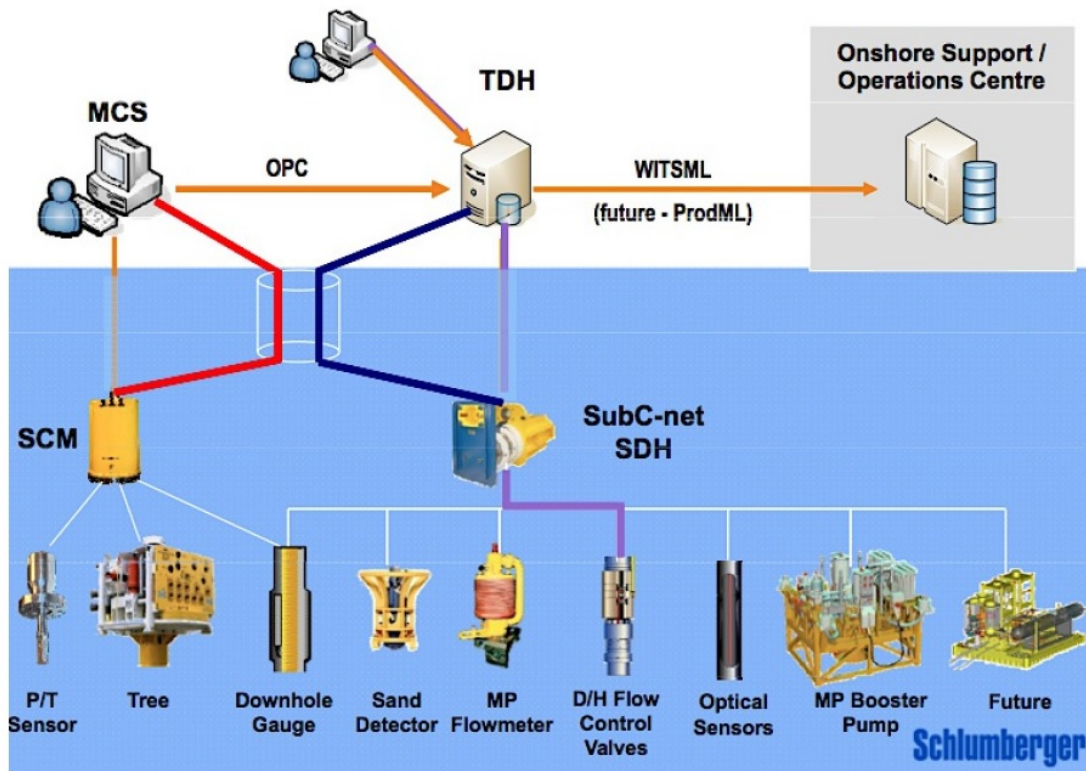 Onshore Support /
Operations Centre
TDH
MCS
OPC
WITSML
(future - ProdML)
SCM
SubC-net
SDH
P/T
Sensor
Tree
Downhole
Gauge
Sand
Detector
MP
Flowmeter
D/H Flow
Control
Valves
Optical
Sensors
MP Booster
Pump
Future
Schlumberger